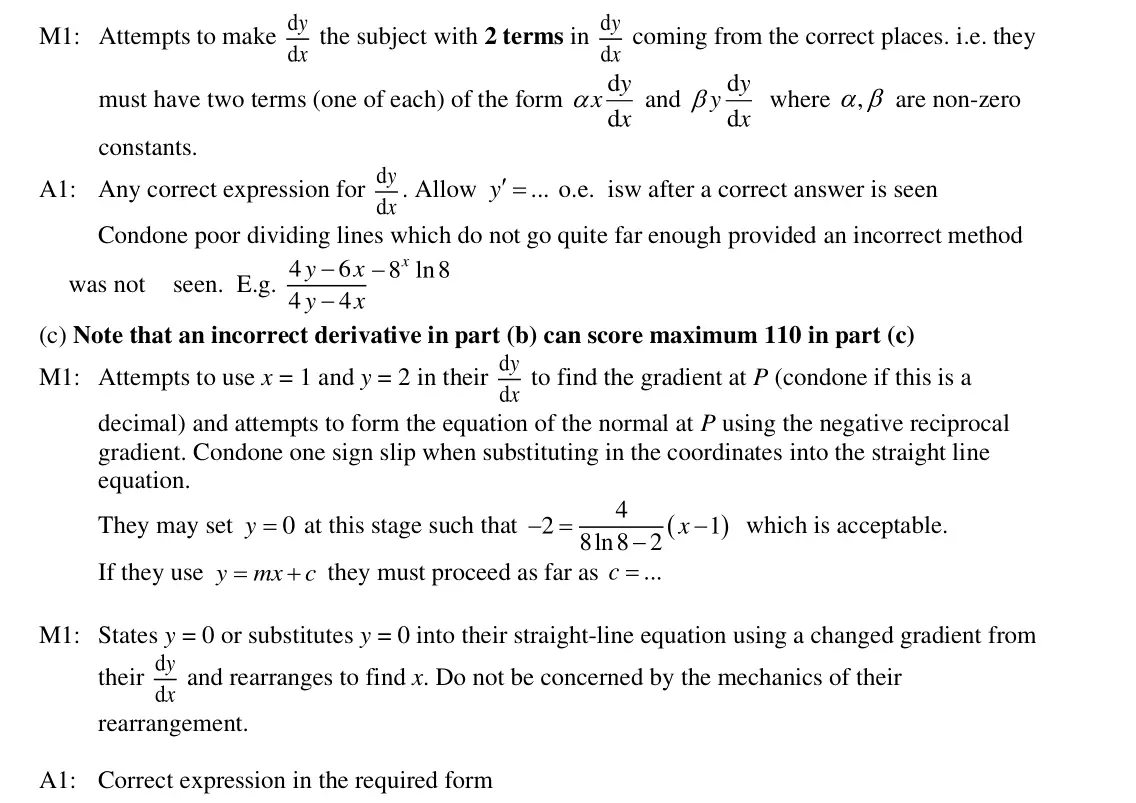 M1: Attempts to make dy/dx the subject with 2 terms in dy/dx coming from the correct places. i.e. they
must have two terms (one of each) of the form αx dy/dx and βy dy/dx where α, β are non-zero
constants.
A1: Any correct expression for dy/dx. Allow y′ = ... o.e. isw after a correct answer is seen
Condone poor dividing lines which do not go quite far enough provided an incorrect method
was not seen. E.g. (4y − 6x − 8ˣ ln 8)/(4y − 4x)
(c) Note that an incorrect derivative in part (b) can score maximum 110 in part (c)
M1: Attempts to use x = 1 and y = 2 in their dy/dx to find the gradient at P (condone if this is a
decimal) and attempts to form the equation of the normal at P using the negative reciprocal
gradient. Condone one sign slip when substituting in the coordinates into the straight line
equation.
They may set y = 0 at this stage such that −2 = 4/(8 ln 8 − 2) (x − 1) which is acceptable.
If they use y = mx + c they must proceed as far as c = ...
M1: States y = 0 or substitutes y = 0 into their straight-line equation using a changed gradient from
their dy/dx and rearranges to find x. Do not be concerned by the mechanics of their
rearrangement.
A1: Correct expression in the required form